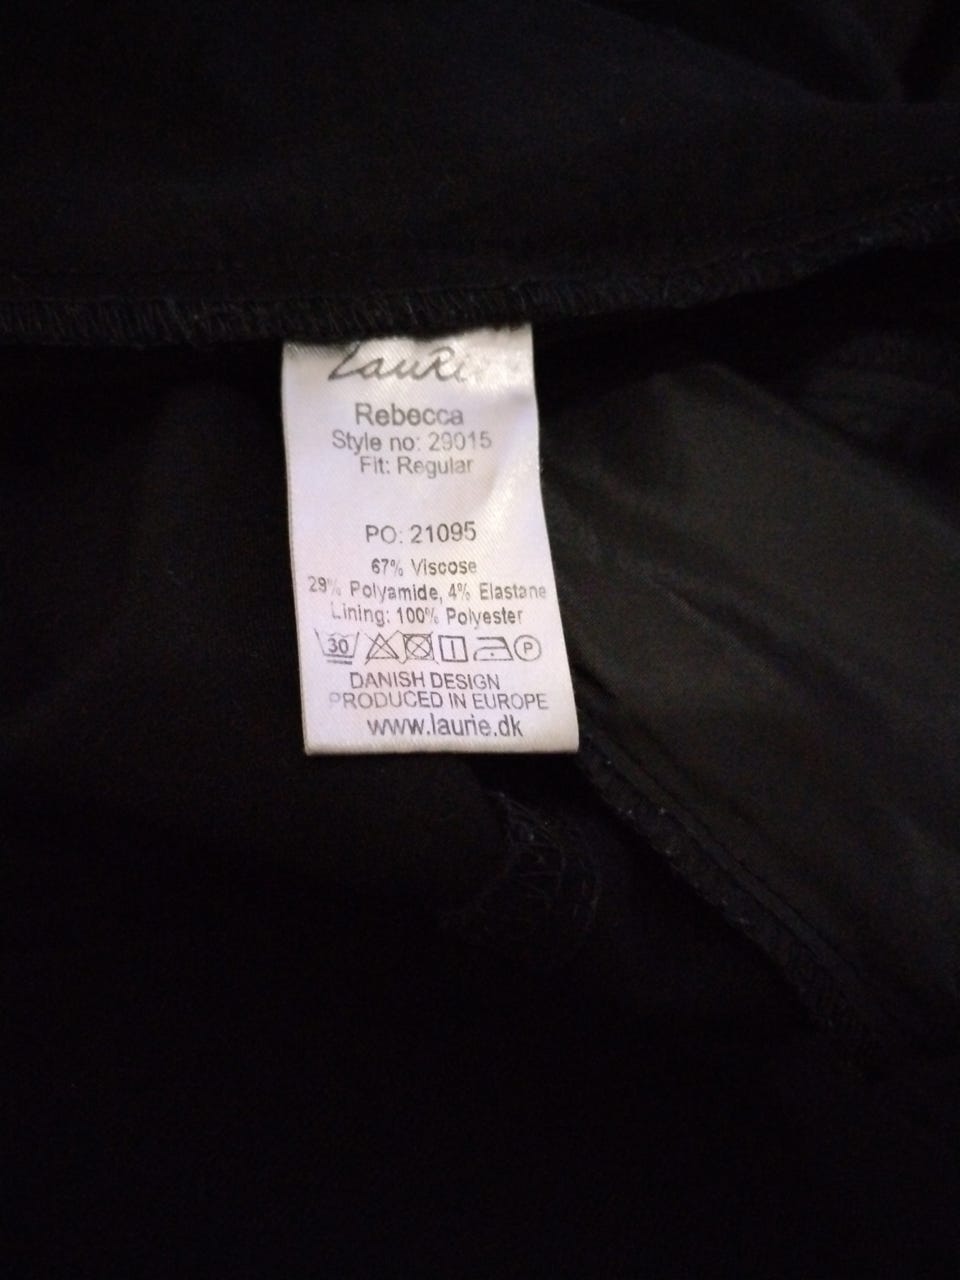 LauRie
Rebecca
Style no: 29015
Fit: Regular
PO: 21095
67% Viscose
29% Polyamide, 4% Elastane
Lining: 100% Polyester
30 P
DANISH DESIGN
PRODUCED IN EUROPE
www.laurie.dk